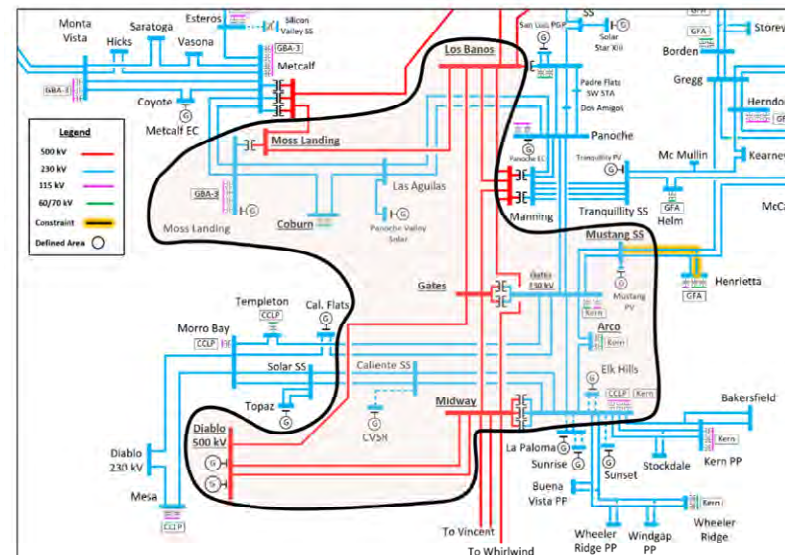 Monta
Vista
Hicks
Saratoga
Vasona
Esteros
Silicon
Valley SS
GBA-3
Metcalf
GBA-3
Coyote
Metcalf EC
G
Legend
500 kV
230 kV
115 kV
60/70 kV
Constraint
Defined Area
Los Banos
San Luis PGP
SS
G
G
Solar
Star XIII
Padre Flats
SW STA
Dos Amigos
Panoche
Panoche EC
G
GFA
Borden
Storey
Gregg
Herndon
Kearney
Mc Mullin
Tranquillity PV
G
Manning
Tranquillity SS
G
Helm
McCa
Moss Landing
GBA-3
G
Moss Landing
Coburn
Las Aguilas
G
Panoche Valley
Solar
Mustang SS
G
Mustang
PV
GFA
Henrietta
Gates
Gates
230 kV
Kern
Arco
G
Kern
Templeton
CCLP
Cal. Flats
G
Morro Bay
CCLP
Solar SS
Topaz
G
Caliente SS
G
CVSR
Elk Hills
G
CCLP
Kern
Midway
Bakersfield
Diablo
500 kV
G
G
Diablo
230 kV
Mesa
CCLP
La Paloma
G
Sunrise
G
G
Sunset
Stockdale
Kern
Kern PP
Buena
Vista PP
Kern
Wheeler
Ridge PP
Windgap
PP
Wheeler
Ridge
To Vincent
To Whirlwind